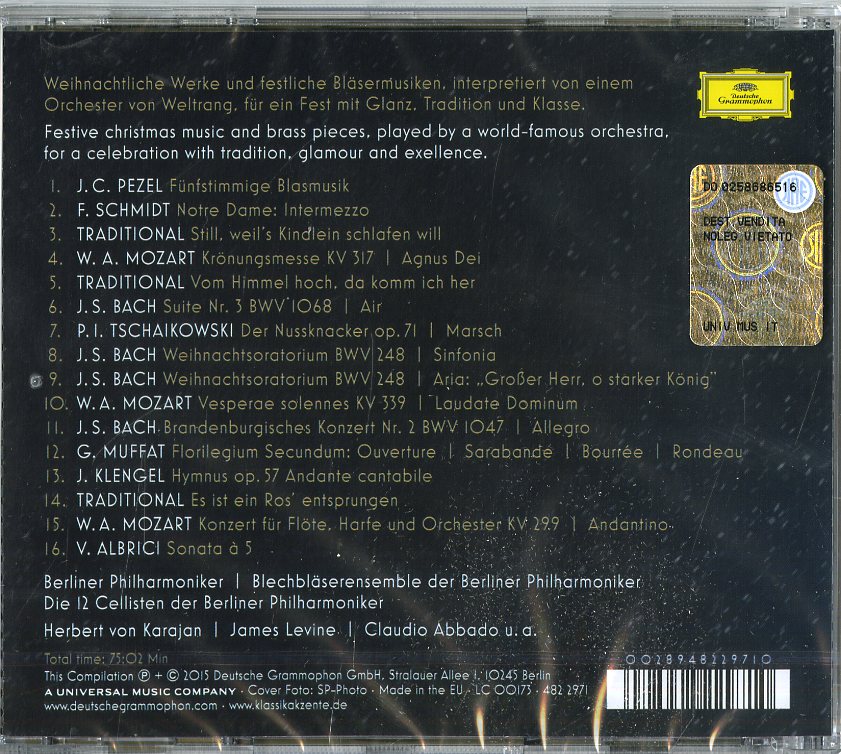 Weihnachtliche Werke und festliche Bläsermusiken, interpretiert von einem
Orchester von Weltrang, für ein Fest mit Glanz, Tradition und Klasse.
Festive christmas music and brass pieces, played by a world-famous orchestra,
for a celebration with tradition, glamour and exellence.
Deutsche
Grammophon
DO 0258686516
DEST VENDITA
NOLEG VIETATO
UNIV MUS IT
1. J. C. PEZEL Fünfstimmige Blasmusik
2. F. SCHMIDT Notre Dame: Intermezzo
3. TRADITIONAL Still, weil's Kindlein schlafen will
4. W. A. MOZART Krönungsmesse KV 317 | Agnus Dei
5. TRADITIONAL Vom Himmel hoch, da komm ich her
6. J. S. BACH Suite Nr. 3 BWV 1068 | Air
7. P. I. TSCHAIKOWSKI Der Nussknacker op. 71 | Marsch
8. J. S. BACH Weihnachtsoratorium BWV 248 | Sinfonia
9. J. S. BACH Weihnachtsoratorium BWV 248 | Aria: „Großer Herr, o starker König"
10. W. A. MOZART Vesperae solennes KV 339 | Laudate Dominum
11. J. S. BACH Brandenburgisches Konzert Nr. 2 BWV 1047 | Allegro
12. G. MUFFAT Florilegium Secundum: Ouverture | Sarabande | Bourrée | Rondeau
13. J. KLENGEL Hymnus op. 57 Andante cantabile
14. TRADITIONAL Es ist ein Ros' entsprungen
15. W. A. MOZART Konzert für Flöte, Harfe und Orchester KV 299 | Andantino
16. V. ALBRICI Sonata à 5
Berliner Philharmoniker | Blechbläserensemble der Berliner Philharmoniker
Die 12 Cellisten der Berliner Philharmoniker
Herbert von Karajan | James Levine | Claudio Abbado u. a.
Total time: 75:02 Min
This Compilation ℗ + © 2015 Deutsche Grammophon GmbH, Stralauer Allee 1, 10245 Berlin
A UNIVERSAL MUSIC COMPANY · Cover Foto: SP-Photo · Made in the EU · LC 00173 · 482 2971
www.deutschegrammophon.com · www.klassikakzente.de
0028948229710